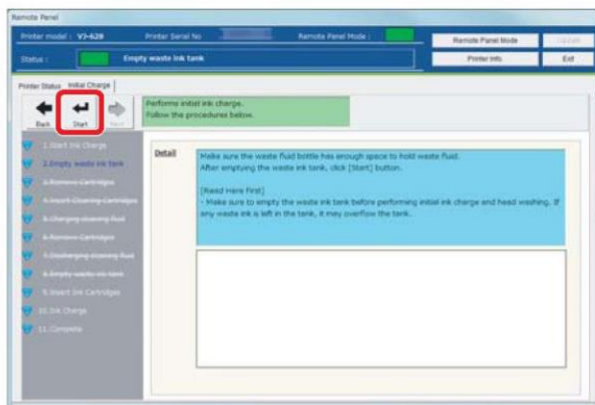 Remote Panel
Printer model : VJ-628 Printer Serial No Remote Panel Mode :
Remote Panel Mode
Status : Empty waste ink tank
Printer Info. Exit
Printer Status Initial Charge
Back Start Next
Performs initial ink charge.
Follow the procedures below.
1.Start Ink Charge
2.Empty waste ink tank
3.Remove Cartridges
4.Insert Cleaning Cartridges
5.Charging cleaning fluid
6.Remove Cartridges
7.Discharging cleaning fluid
8.Empty waste ink tank
9.Insert Ink Cartridges
10.Ink Charge
11.Complete
Detail
Make sure the waste fluid bottle has enough space to hold waste fluid.
After emptying the waste ink tank, click [Start] button.
[Read Here First]
- Make sure to empty the waste ink tank before performing initial ink charge and head washing. If
any waste ink is left in the tank, it may overflow the tank.